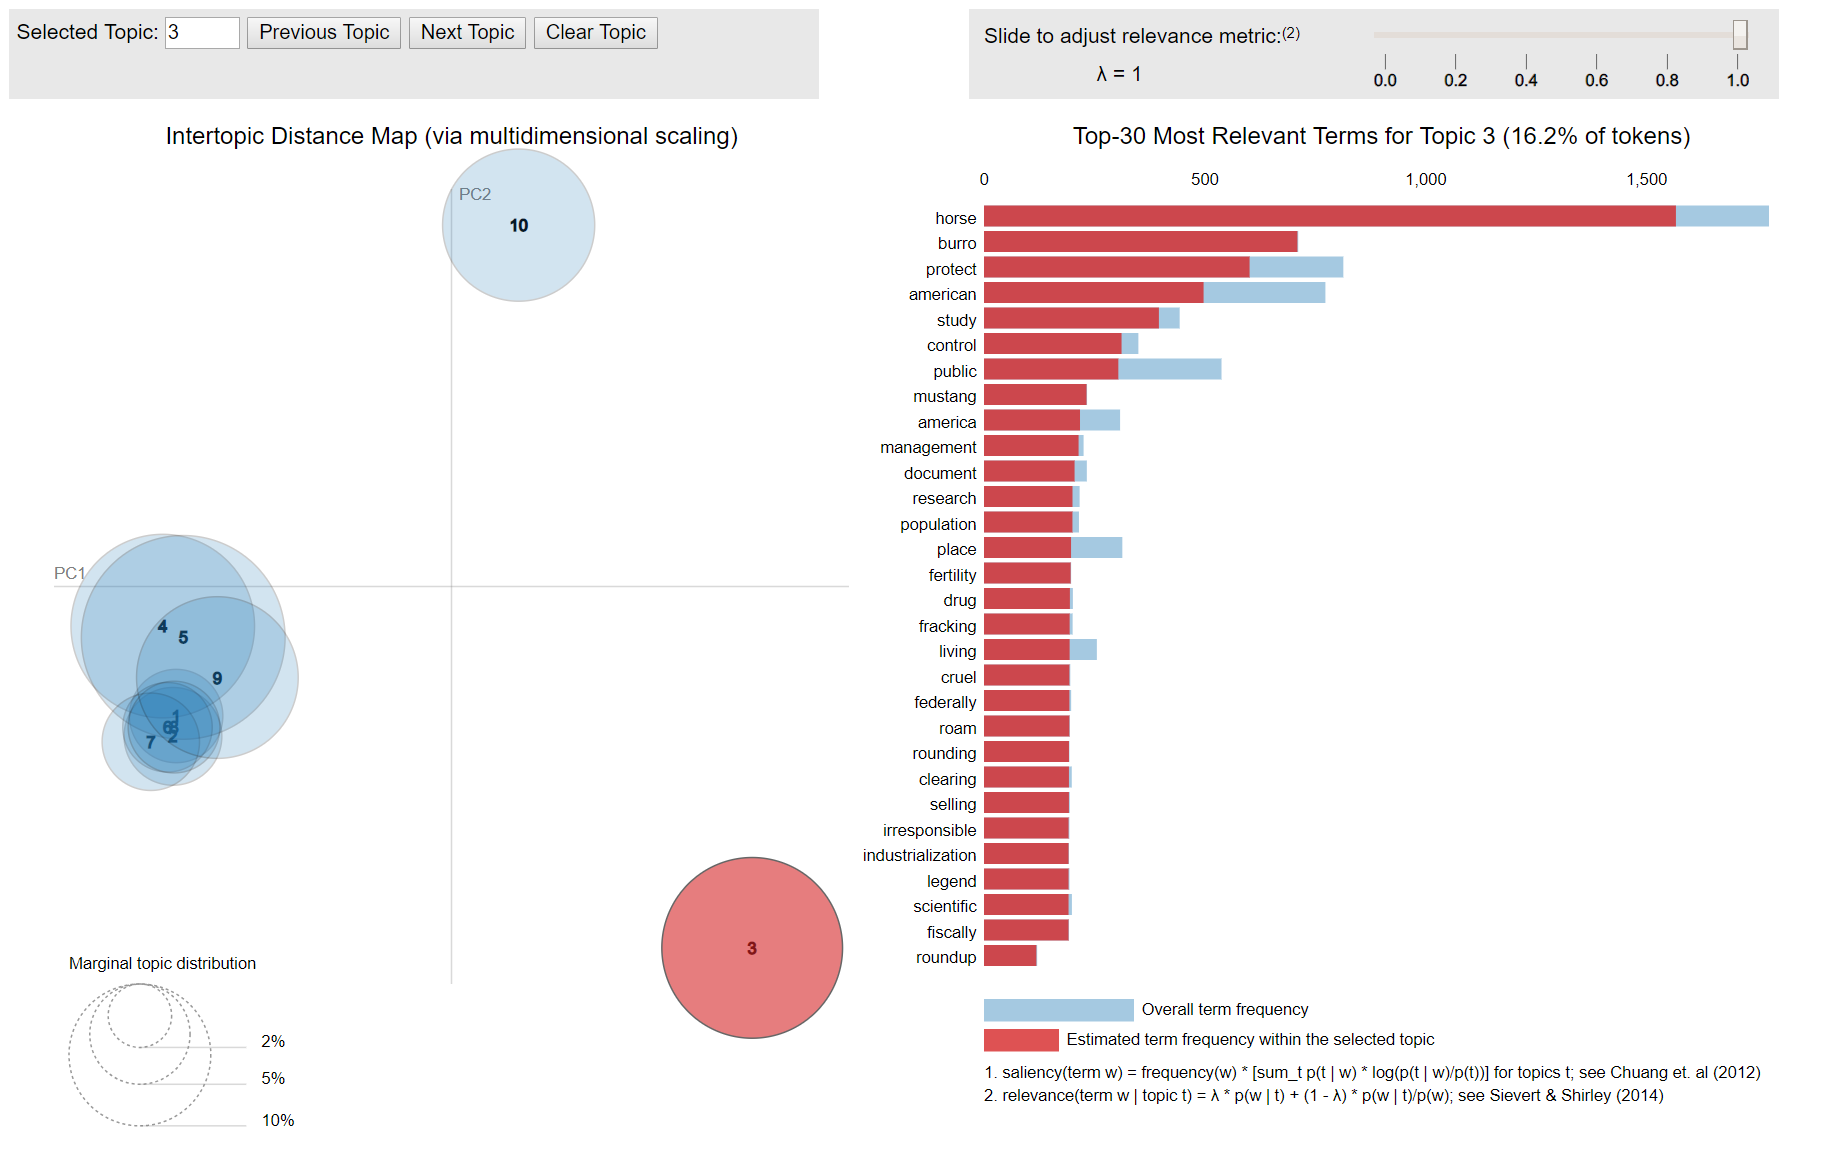 Selected Topic: 3 Previous Topic Next Topic Clear Topic
Slide to adjust relevance metric:(2)
λ = 1
0.0 0.2 0.4 0.6 0.8 1.0
Intertopic Distance Map (via multidimensional scaling)
PC2
10
PC1
4
5
9
1
6
8
2
7
3
Marginal topic distribution
2%
5%
10%
Top-30 Most Relevant Terms for Topic 3 (16.2% of tokens)
0 500 1,000 1,500
horse
burro
protect
american
study
control
public
mustang
america
management
document
research
population
place
fertility
drug
fracking
living
cruel
federally
roam
rounding
clearing
selling
irresponsible
industrialization
legend
scientific
fiscally
roundup
Overall term frequency
Estimated term frequency within the selected topic
1. saliency(term w) = frequency(w) * [sum_t p(t | w) * log(p(t | w)/p(t))] for topics t; see Chuang et. al (2012)
2. relevance(term w | topic t) = λ * p(w | t) + (1 - λ) * p(w | t)/p(w); see Sievert & Shirley (2014)